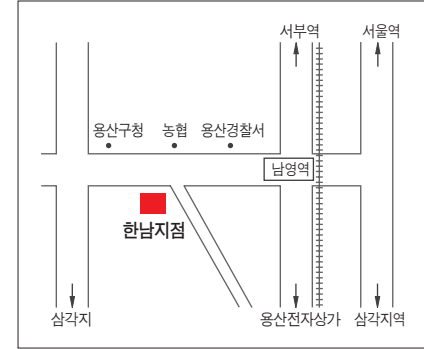 서부역
서울역
용산구청
농협
용산경찰서
남영역
한남지점
삼각지
용산전자상가
삼각지역